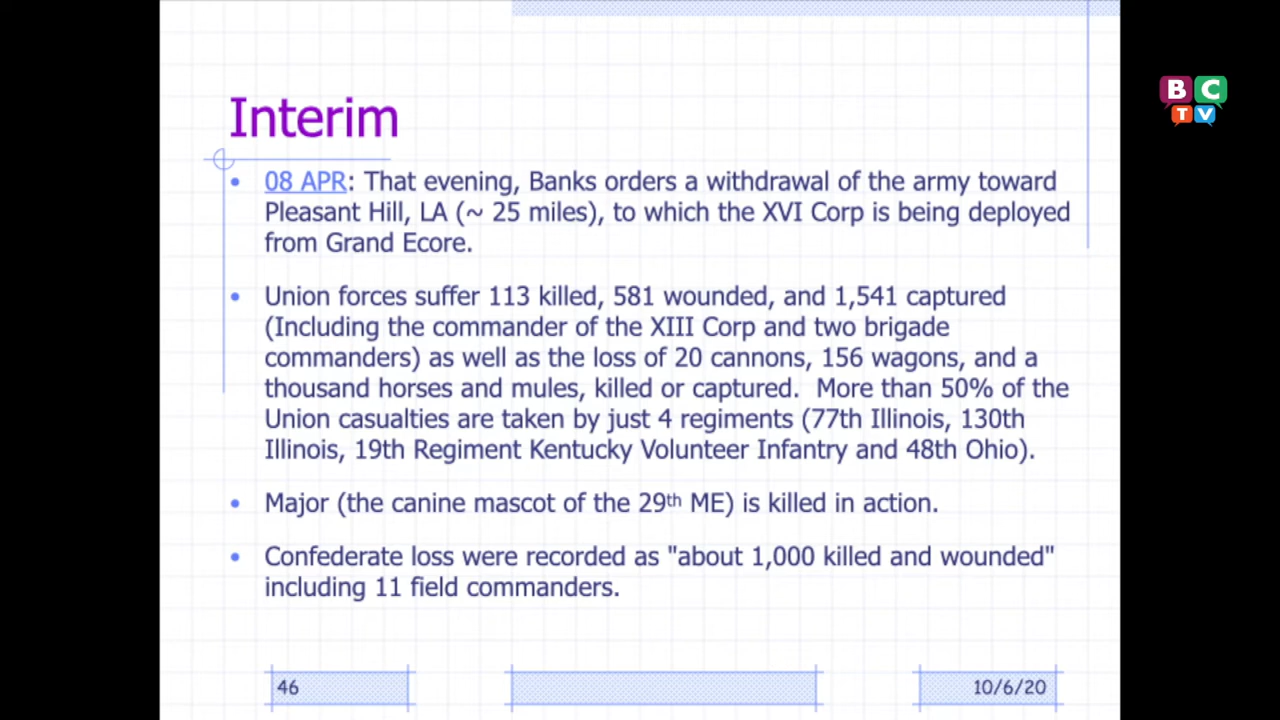 BC
TV
Interim
• 08 APR: That evening, Banks orders a withdrawal of the army toward
Pleasant Hill, LA (~ 25 miles), to which the XVI Corp is being deployed
from Grand Ecore.
• Union forces suffer 113 killed, 581 wounded, and 1,541 captured
(Including the commander of the XIII Corp and two brigade
commanders) as well as the loss of 20 cannons, 156 wagons, and a
thousand horses and mules, killed or captured.  More than 50% of the
Union casualties are taken by just 4 regiments (77th Illinois, 130th
Illinois, 19th Regiment Kentucky Volunteer Infantry and 48th Ohio).
• Major (the canine mascot of the 29th ME) is killed in action.
• Confederate loss were recorded as "about 1,000 killed and wounded"
including 11 field commanders.
46
10/6/20